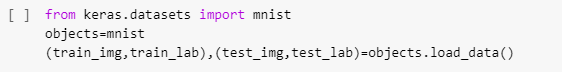 [ ] from keras.datasets import mnist
objects=mnist
(train_img,train_lab),(test_img,test_lab)=objects.load_data()